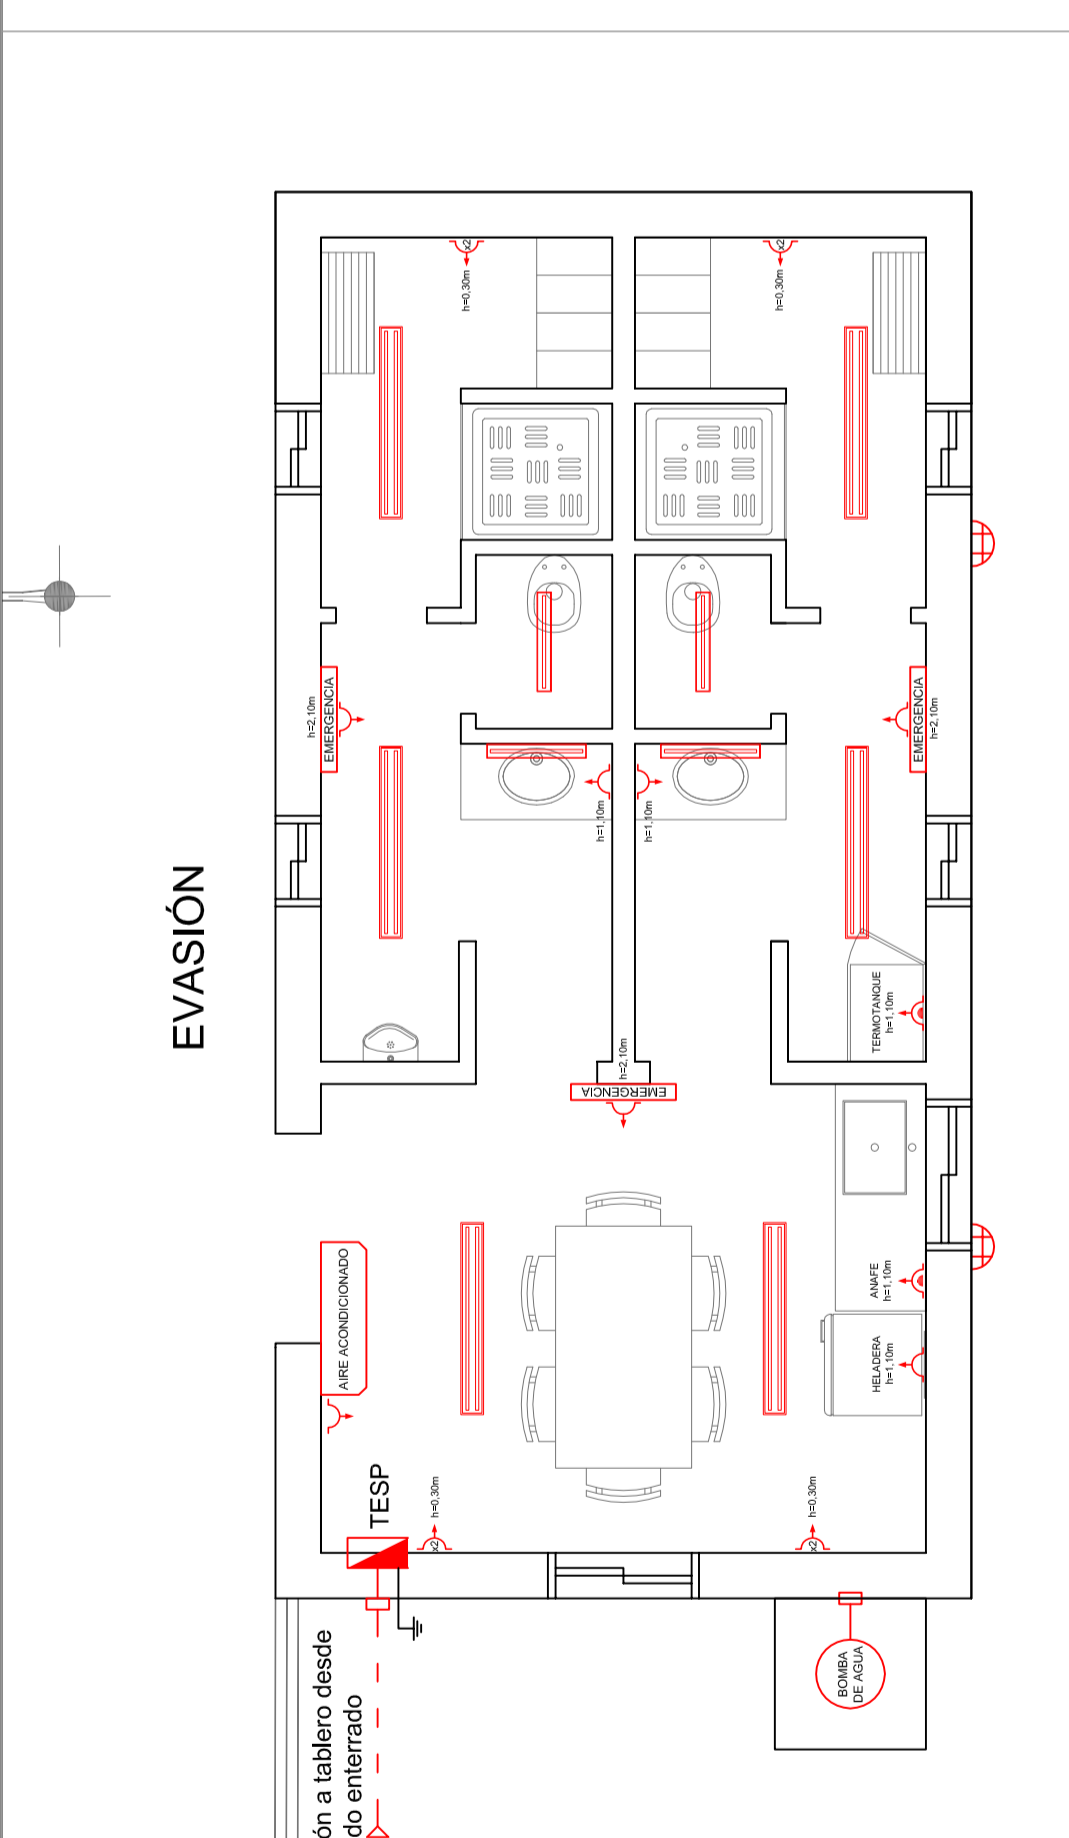 EVASIÓN
x2
h=0,30m
x2
h=0,30m
h=2,10m
EMERGENCIA
EMERGENCIA
h=2,10m
h=1,10m
h=1,10m
h=2,10m
EMERGENCIA
TERMOTANQUE
h=1,10m
AIRE ACONDICIONADO
ANAFE
h=1,10m
HELADERA
h=1,10m
TESP
x2
h=0,30m
x2
h=0,30m
ón a tablero desde
do enterrado
BOMBA
DE AGUA